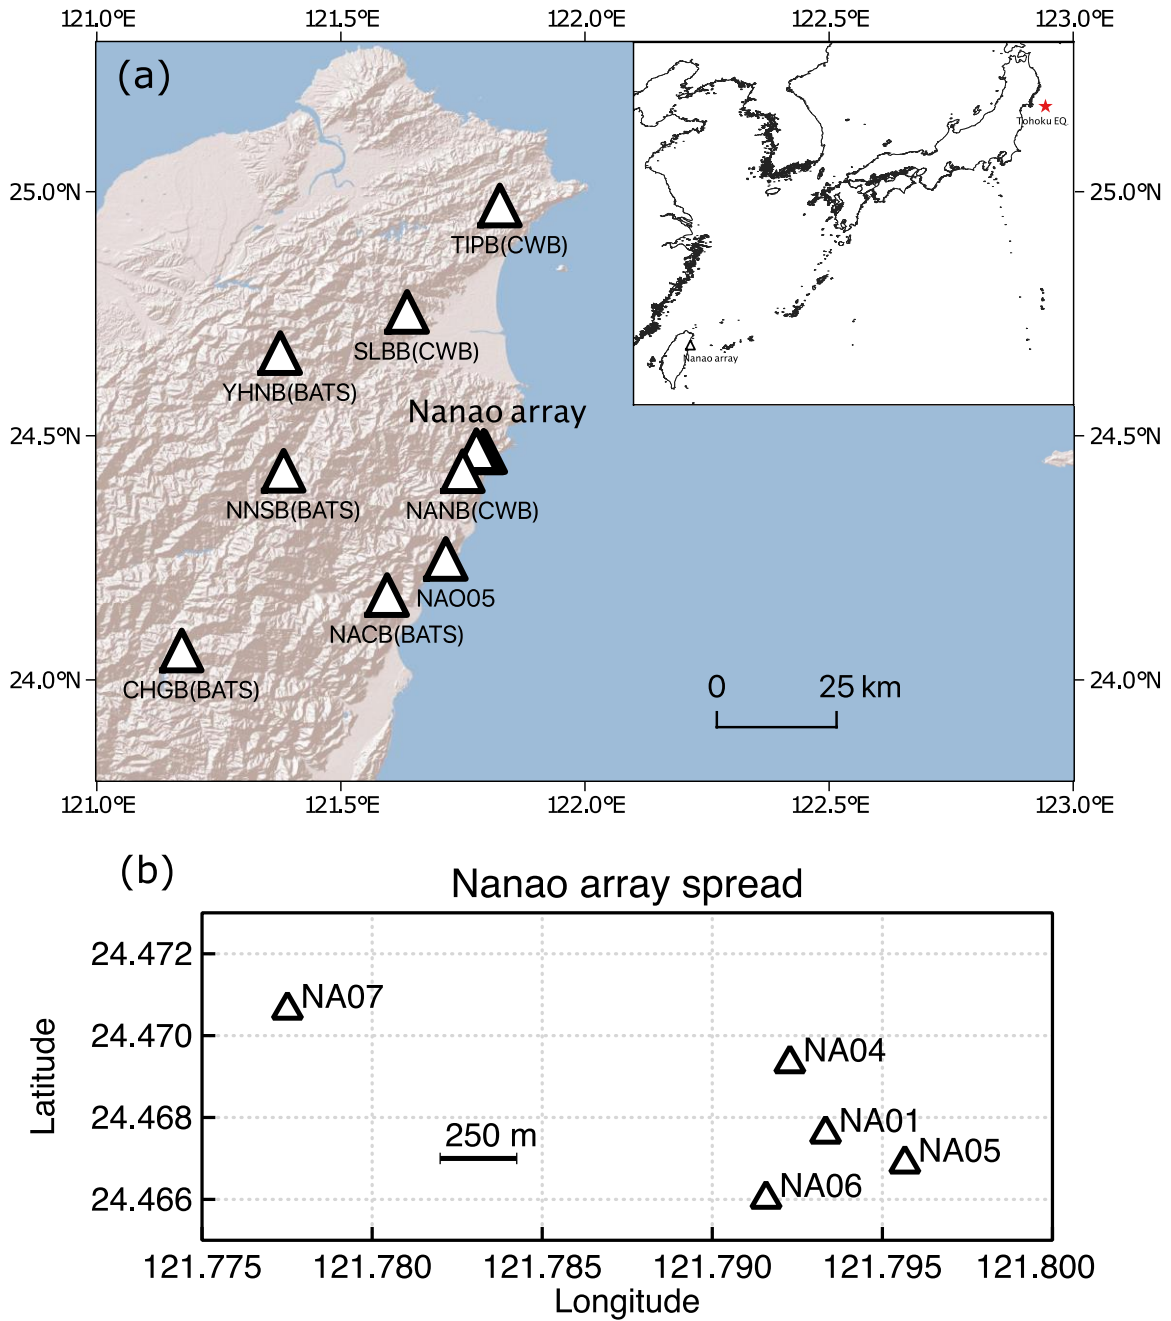 121.0°E 121.5°E 122.0°E 122.5°E 123.0°E
(a)
Tohoku EQ
25.0°N 25.0°N
TIPB(CWB)
SLBB(CWB)
Nanao array
YHNB(BATS)
Nanao array
24.5°N 24.5°N
NNSB(BATS)
NANB(CWB)
NAO05
NACB(BATS)
24.0°N 24.0°N
CHGB(BATS)
0 25 km
121.0°E 121.5°E 122.0°E 122.5°E 123.0°E
(b)
Nanao array spread
24.472
NA07
24.470
NA04
24.468
NA01
250 m
NA05
NA06
24.466
Latitude
121.775 121.780 121.785 121.790 121.795 121.800
Longitude